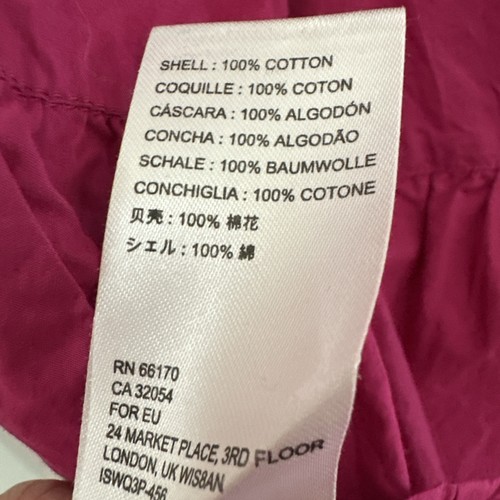 SHELL : 100% COTTON
COQUILLE : 100% COTON
CÁSCARA : 100% ALGODÓN
CONCHA : 100% ALGODÃO
SCHALE : 100% BAUMWOLLE
CONCHIGLIA : 100% COTONE
贝壳 : 100% 棉花
シェル : 100% 綿
RN 66170
CA 32054
FOR EU
24 MARKET PLACE, 3RD FLOOR
LONDON, UK WIS8AN
ISWQ3P-456